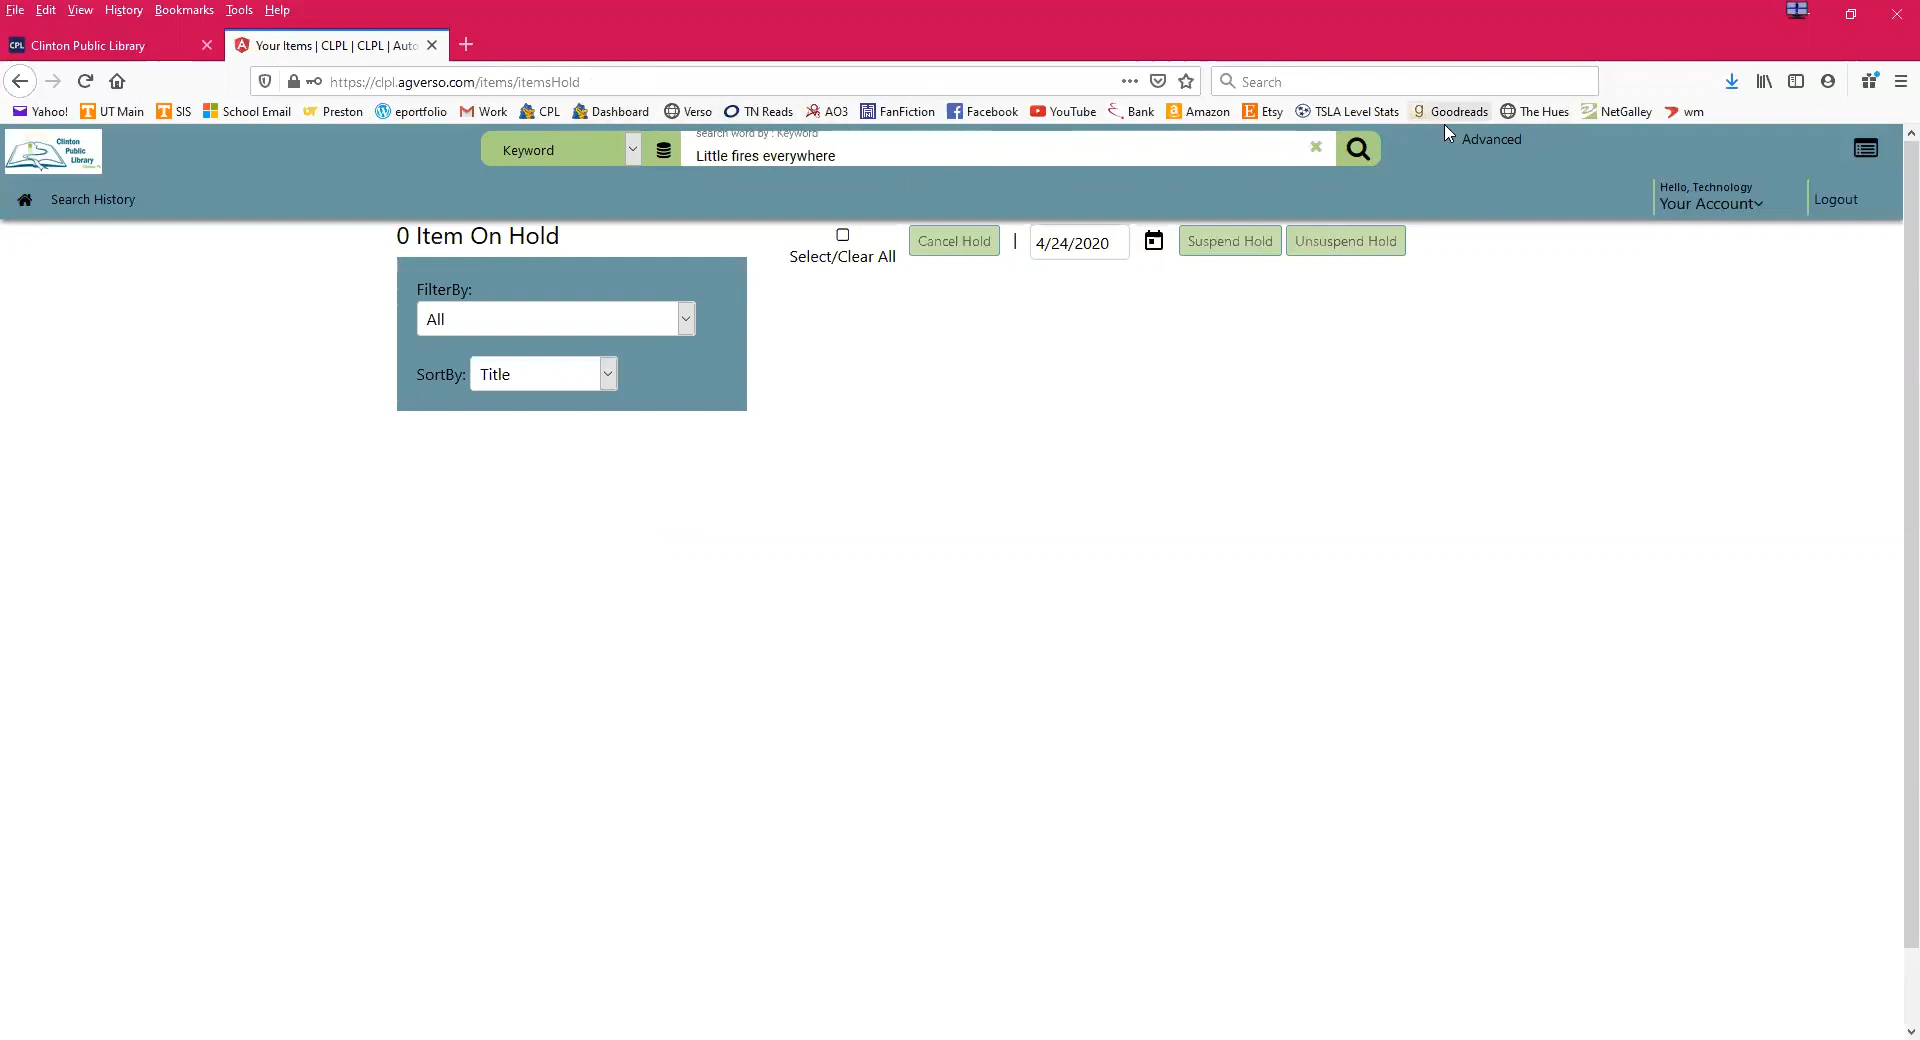 File Edit View History Bookmarks Tools Help
CPL Clinton Public Library
Your Items | CLPL | CLPL | Auto
https://clpl.agverso.com/items/itemsHold
Search
Yahoo! UT Main SIS School Email Preston eportfolio Work CPL Dashboard Verso TN Reads AO3 FanFiction Facebook YouTube Bank Amazon Etsy TSLA Level Stats Goodreads The Hues NetGalley wm
Clinton
Public
Library
Keyword
search word by : Keyword
Little fires everywhere
Advanced
Search History
Hello, Technology
Your Account
Logout
0 Item On Hold
Select/Clear All
Cancel Hold | 4/24/2020 Suspend Hold Unsuspend Hold
FilterBy:
All
SortBy: Title